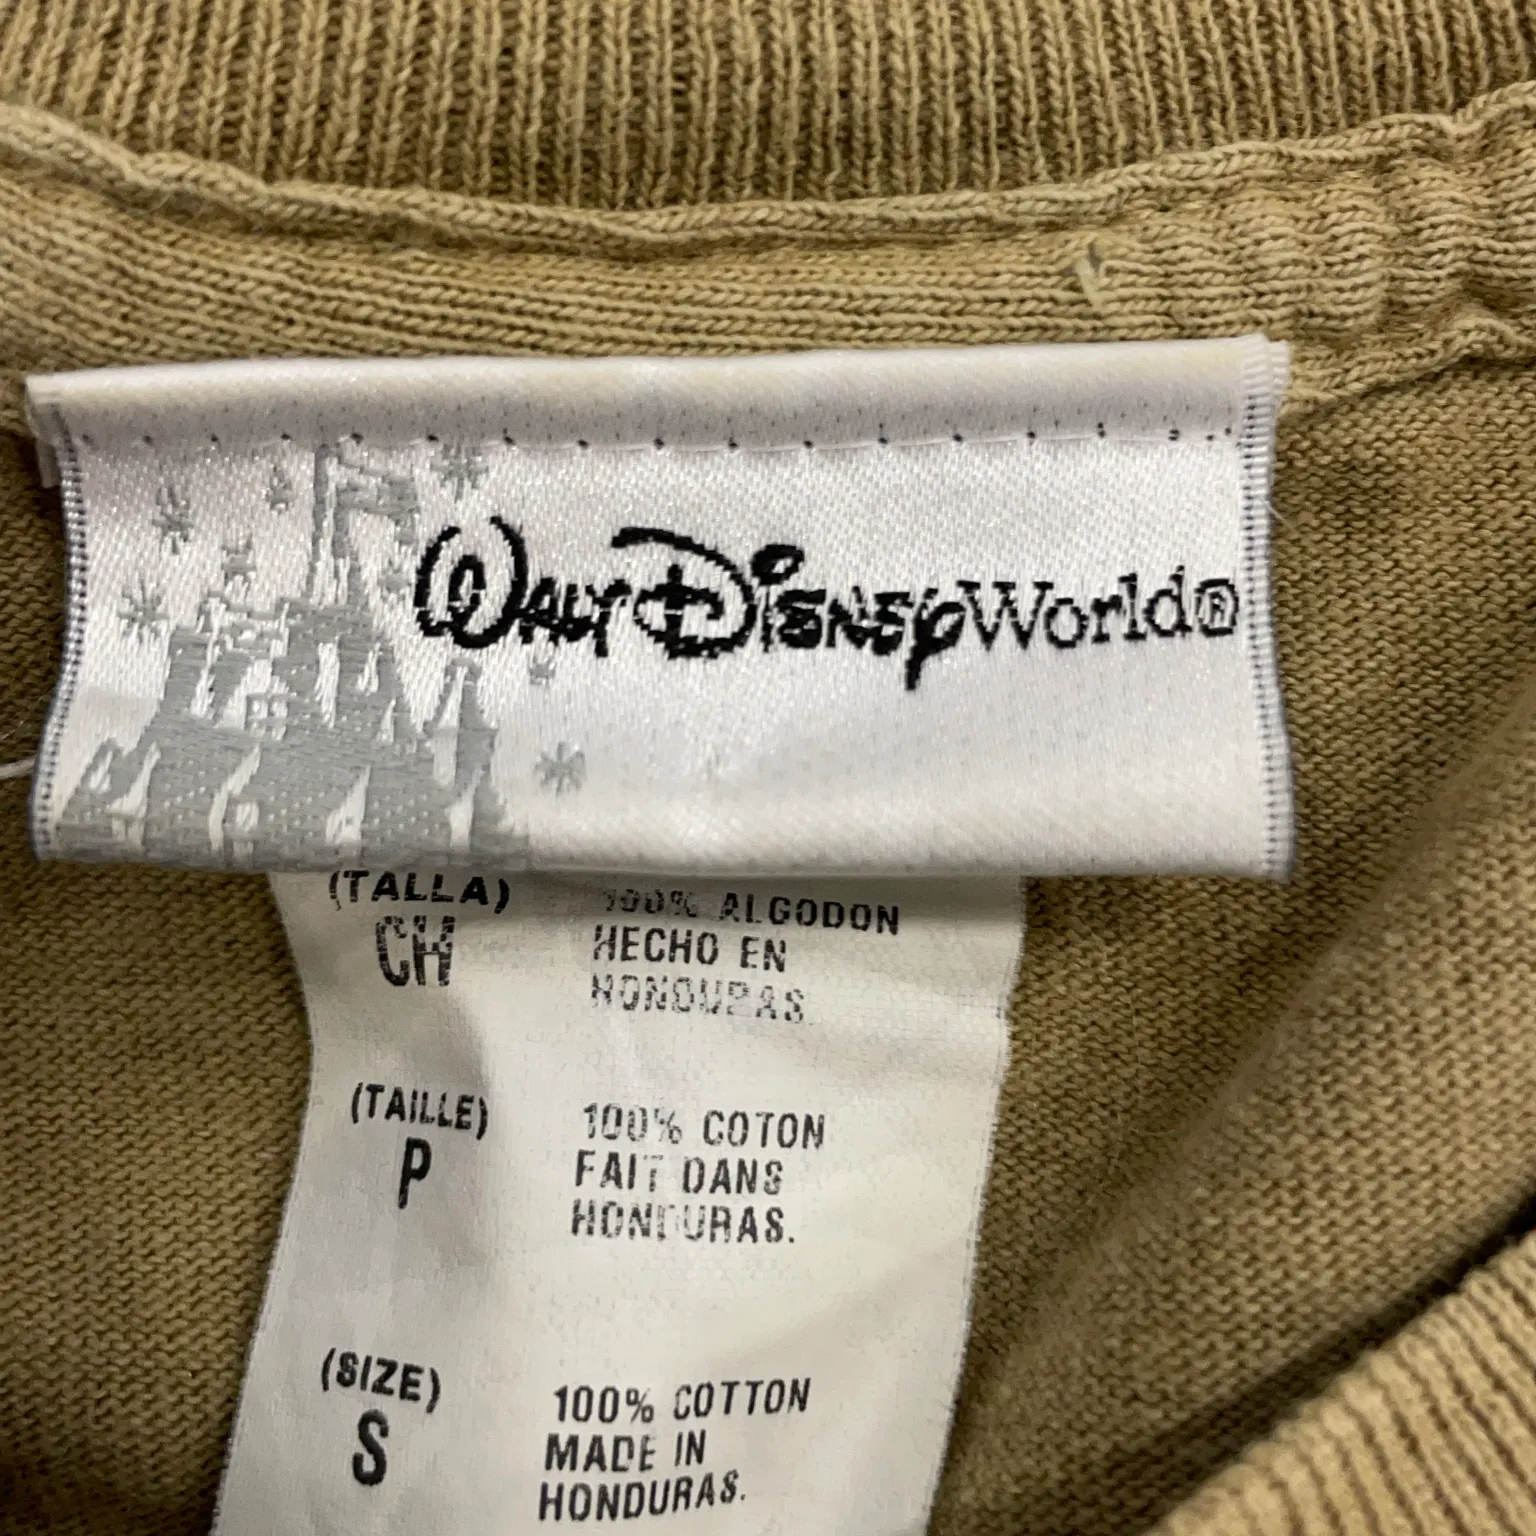 WALT DISNEY World®
(TALLA)
CH
100% ALGODON
HECHO EN
HONDURAS.
(TAILLE)
P
100% COTON
FAIT DANS
HONDURAS.
(SIZE)
S
100% COTTON
MADE IN
HONDURAS.